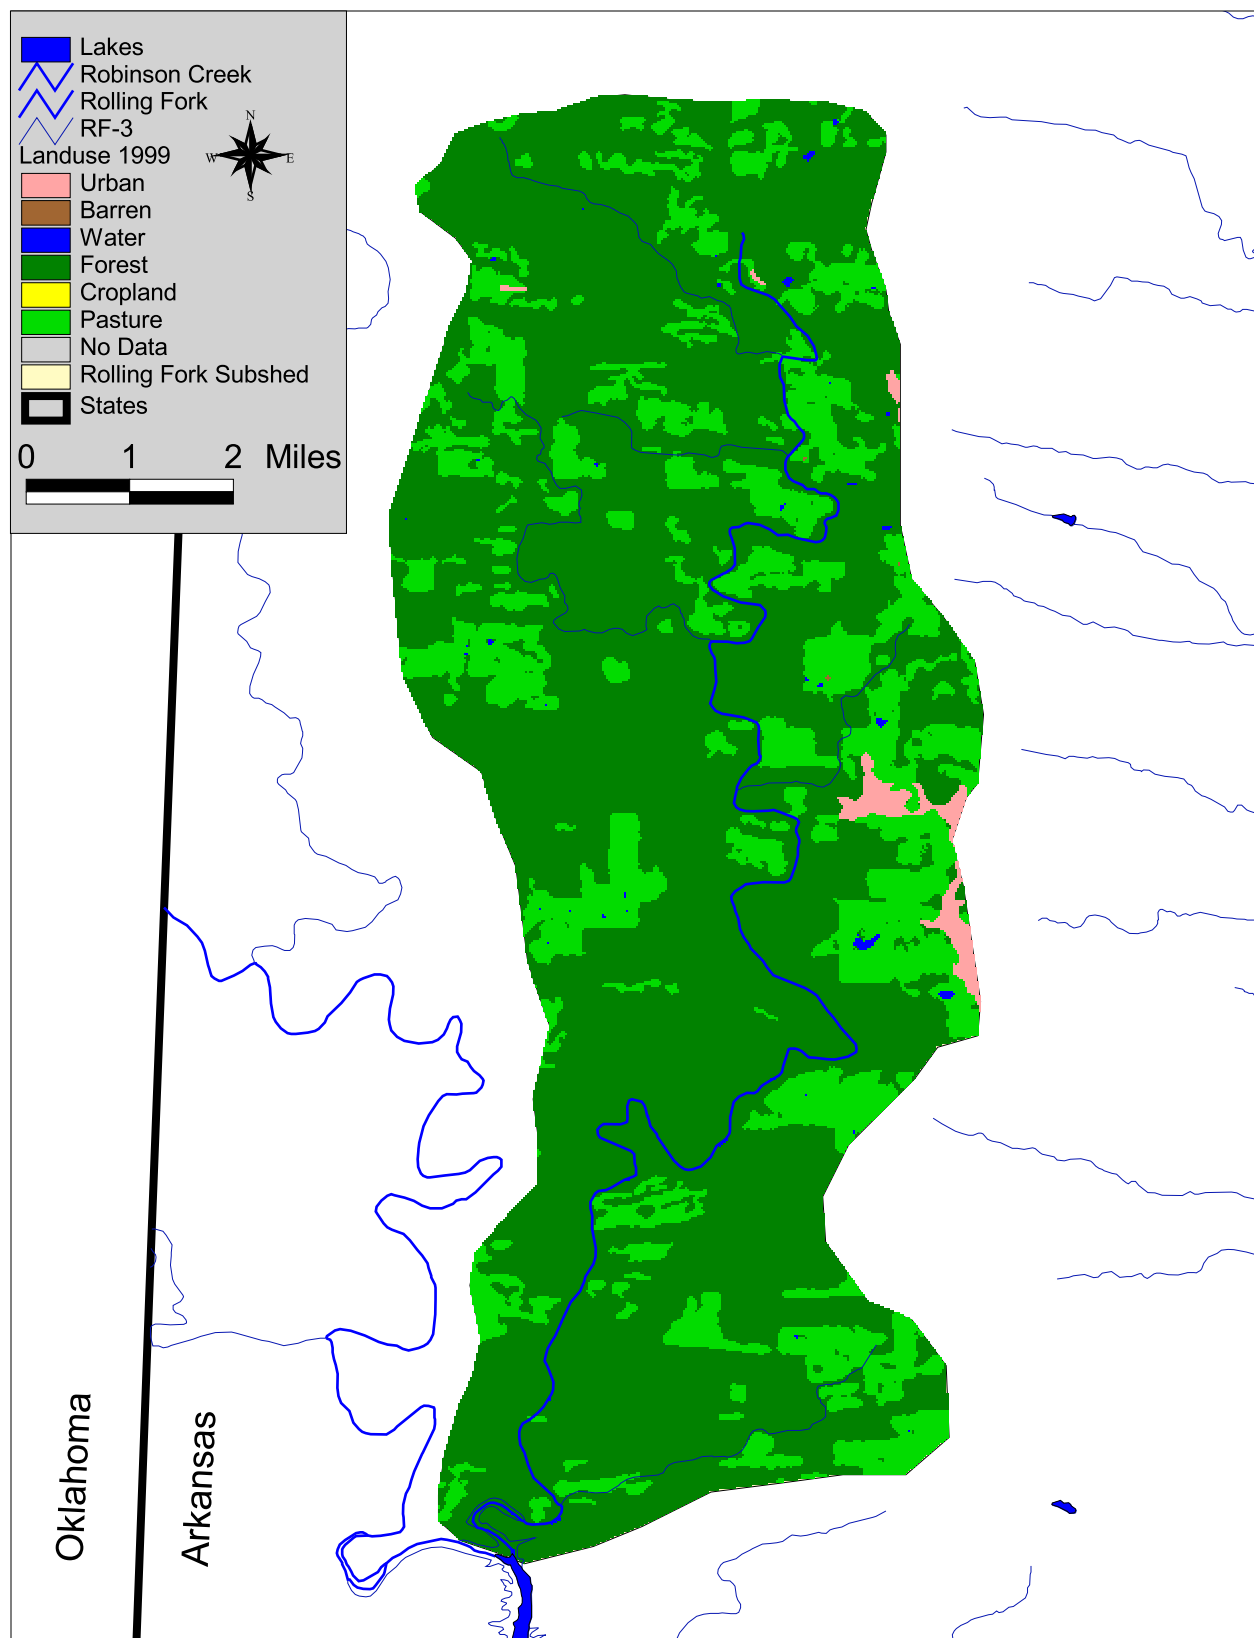 Lakes
Robinson Creek
Rolling Fork
RF-3
Landuse 1999
Urban
Barren
Water
Forest
Cropland
Pasture
No Data
Rolling Fork Subshed
States
N
W
E
S
0 1 2 Miles
Oklahoma
Arkansas